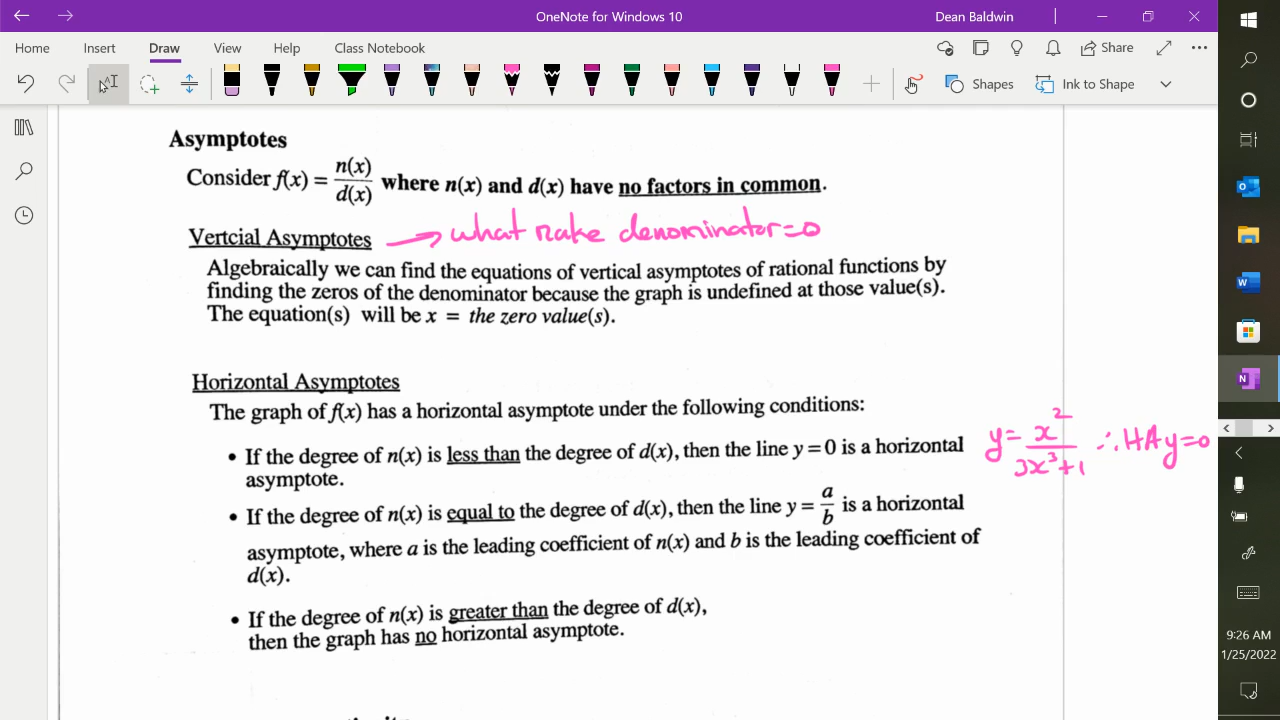 OneNote for Windows 10
Dean Baldwin
Home Insert Draw View Help Class Notebook
Share
Shapes
Ink to Shape
Asymptotes
Consider f(x) = n(x)/d(x) where n(x) and d(x) have no factors in common.
Vertcial Asymptotes → what make denominator=0
Algebraically we can find the equations of vertical asymptotes of rational functions by
finding the zeros of the denominator because the graph is undefined at those value(s).
The equation(s) will be x = the zero value(s).
Horizontal Asymptotes
The graph of f(x) has a horizontal asymptote under the following conditions:
• If the degree of n(x) is less than the degree of d(x), then the line y = 0 is a horizontal
asymptote.
y = x²/3x³+1 ∴ HA y=0
• If the degree of n(x) is equal to the degree of d(x), then the line y = a/b is a horizontal
asymptote, where a is the leading coefficient of n(x) and b is the leading coefficient of
d(x).
• If the degree of n(x) is greater than the degree of d(x),
then the graph has no horizontal asymptote.
9:26 AM
1/25/2022